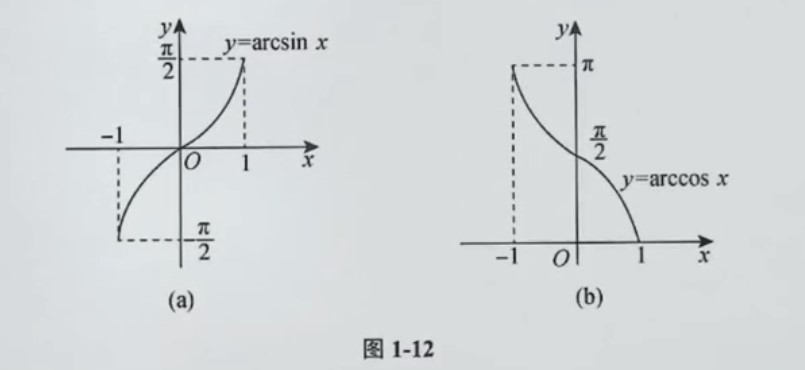 y
π/2
y=arcsin x
-1
O
1
x
-π/2
(a)
y
π
π/2
y=arccos x
-1
O
1
x
(b)
图 1-12